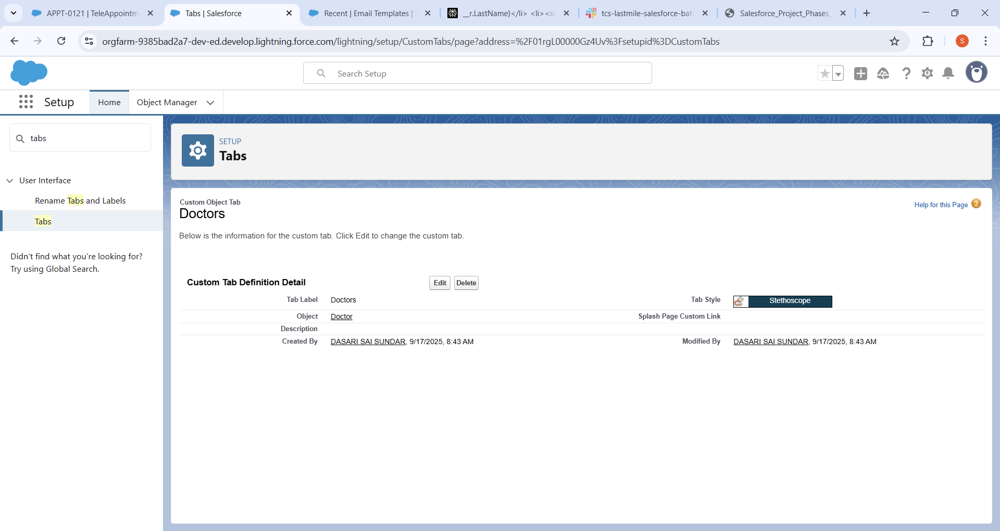 APPT-0121 | TeleAppointm
Tabs | Salesforce
Recent | Email Templates |
__r.LastName}</li> <li><st
tcs-lastmile-salesforce-bat
Salesforce_Project_Phases_
orgfarm-9385bad2a7-dev-ed.develop.lightning.force.com/lightning/setup/CustomTabs/page?address=%2F01rgL00000Gz4Uv%3Fsetupid%3DCustomTabs
S
Search Setup
Setup
Home
Object Manager
tabs
User Interface
Rename Tabs and Labels
Tabs
Didn't find what you're looking for?
Try using Global Search.
SETUP
Tabs
Custom Object Tab
Doctors
Help for this Page
Below is the information for the custom tab. Click Edit to change the custom tab.
Custom Tab Definition Detail
Edit
Delete
Tab Label Doctors
Tab Style Stethoscope
Object Doctor
Splash Page Custom Link
Description
Created By DASARI SAI SUNDAR, 9/17/2025, 8:43 AM
Modified By DASARI SAI SUNDAR, 9/17/2025, 8:43 AM